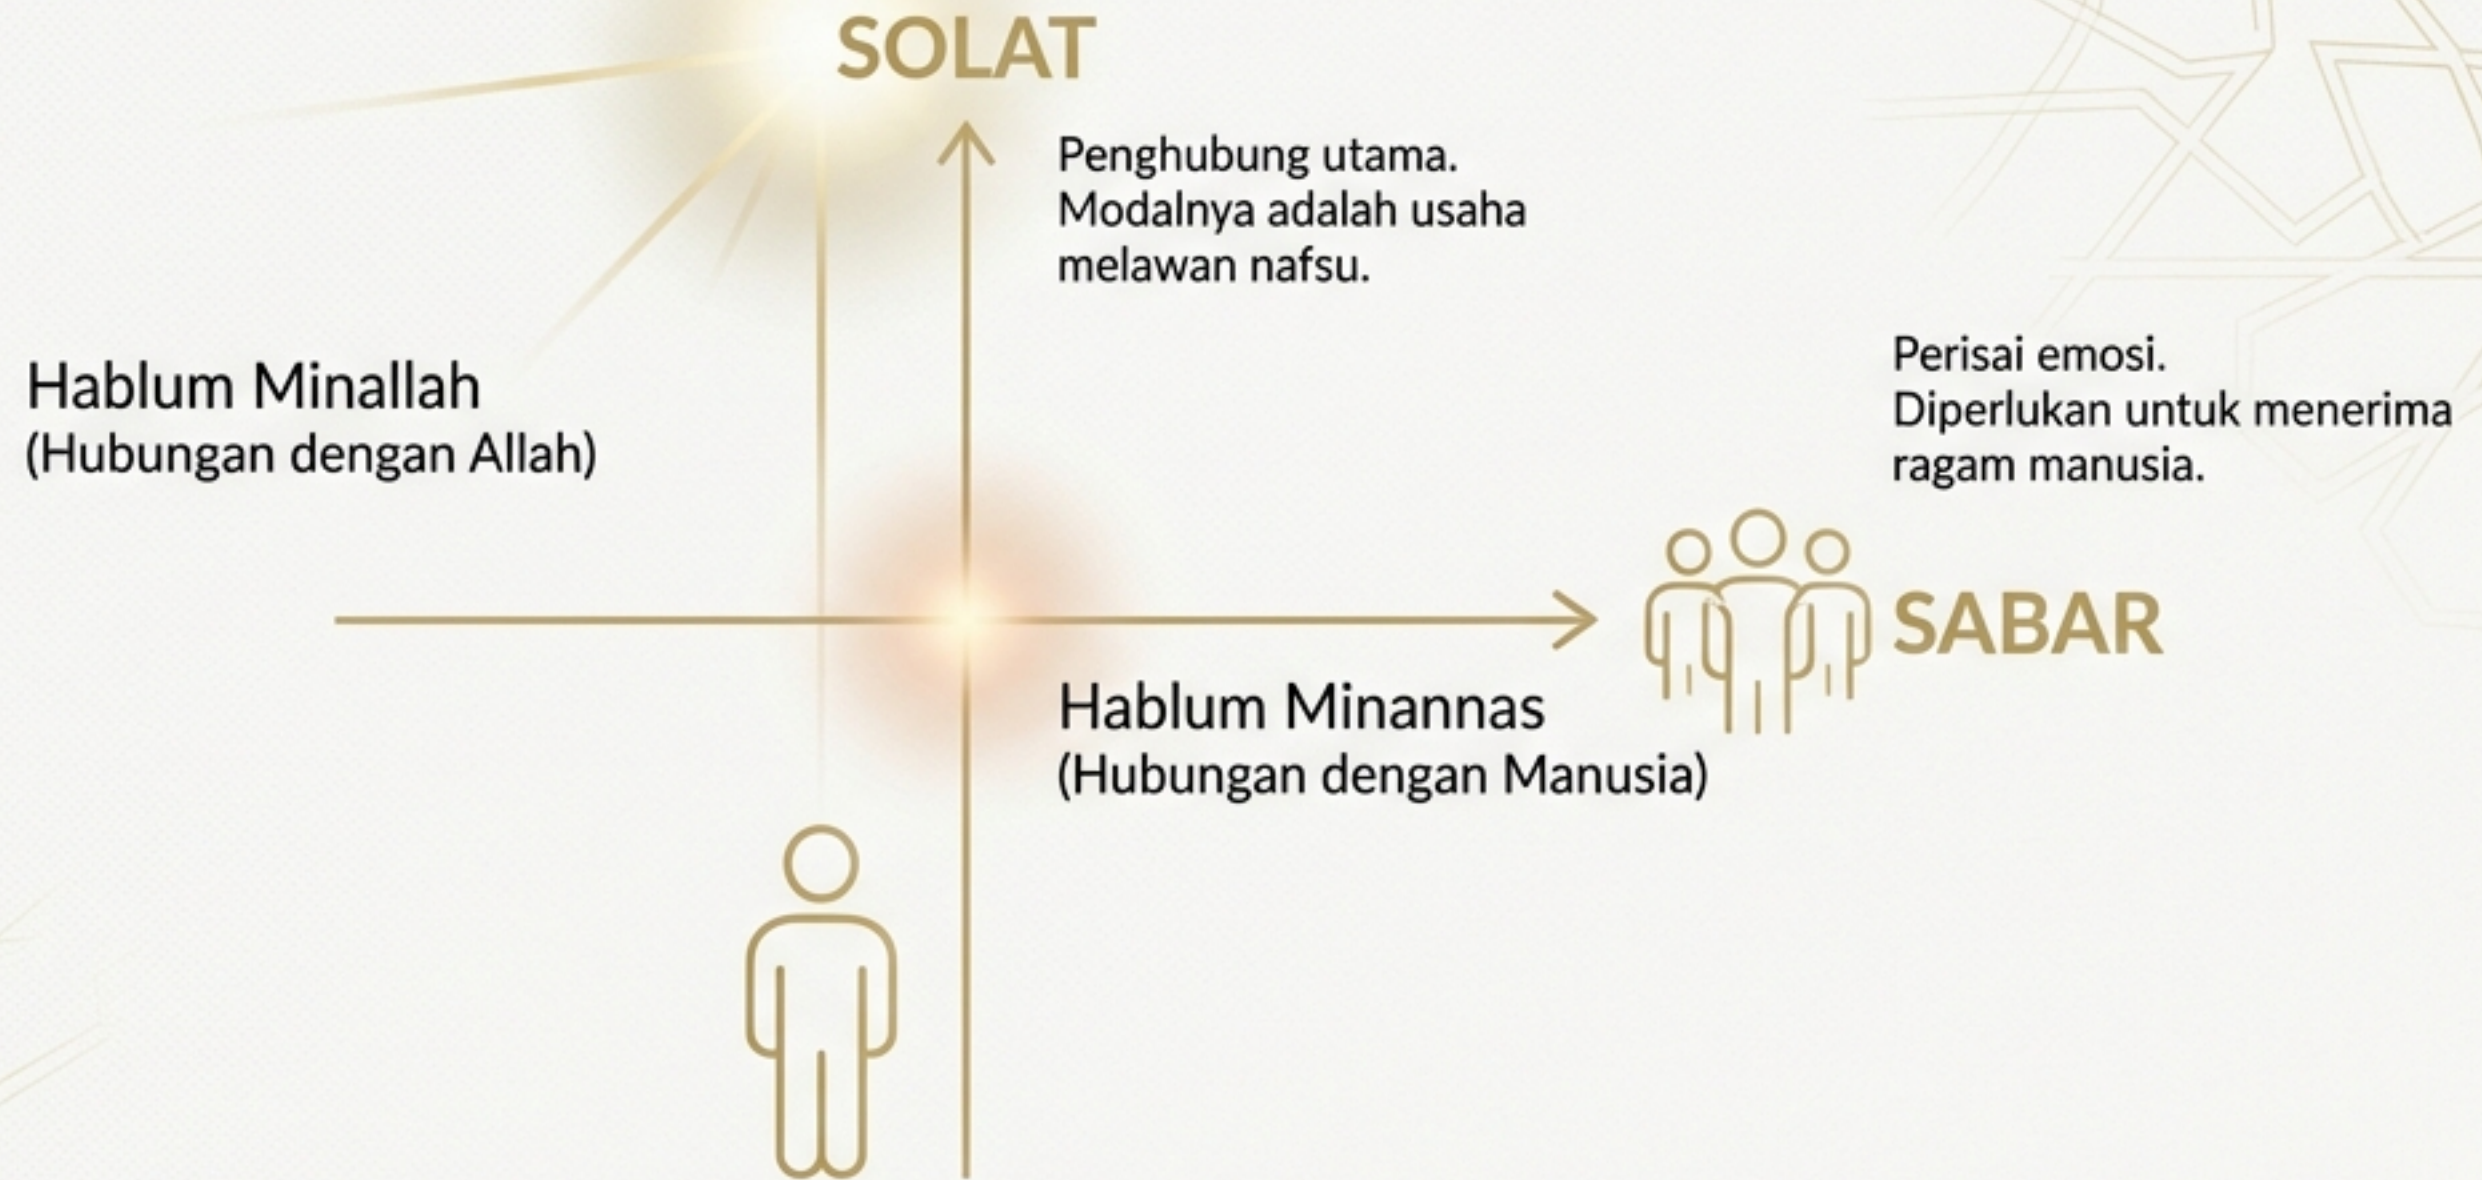 SOLAT
Penghubung utama.
Modalnya adalah usaha
melawan nafsu.
Hablum Minallah
(Hubungan dengan Allah)
Perisai emosi.
Diperlukan untuk menerima
ragam manusia.
SABAR
Hablum Minannas
(Hubungan dengan Manusia)